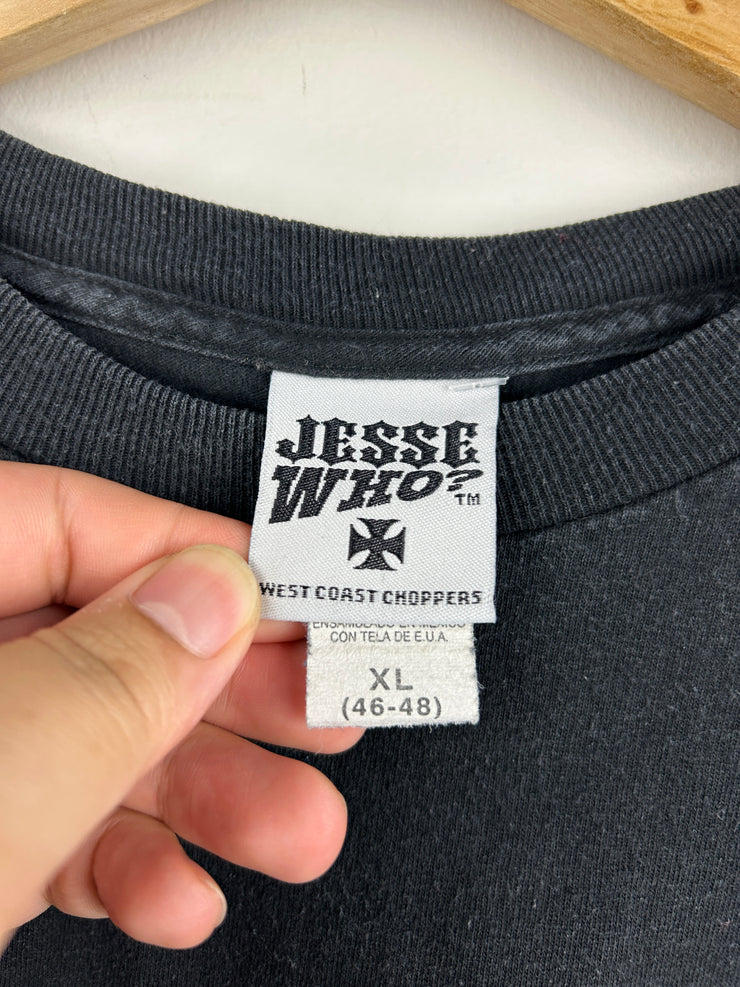 JESSE
WHO?™
WEST COAST CHOPPERS
ENSAMBLADO EN MEXICO
CON TELA DE E.U.A.
XL
(46-48)